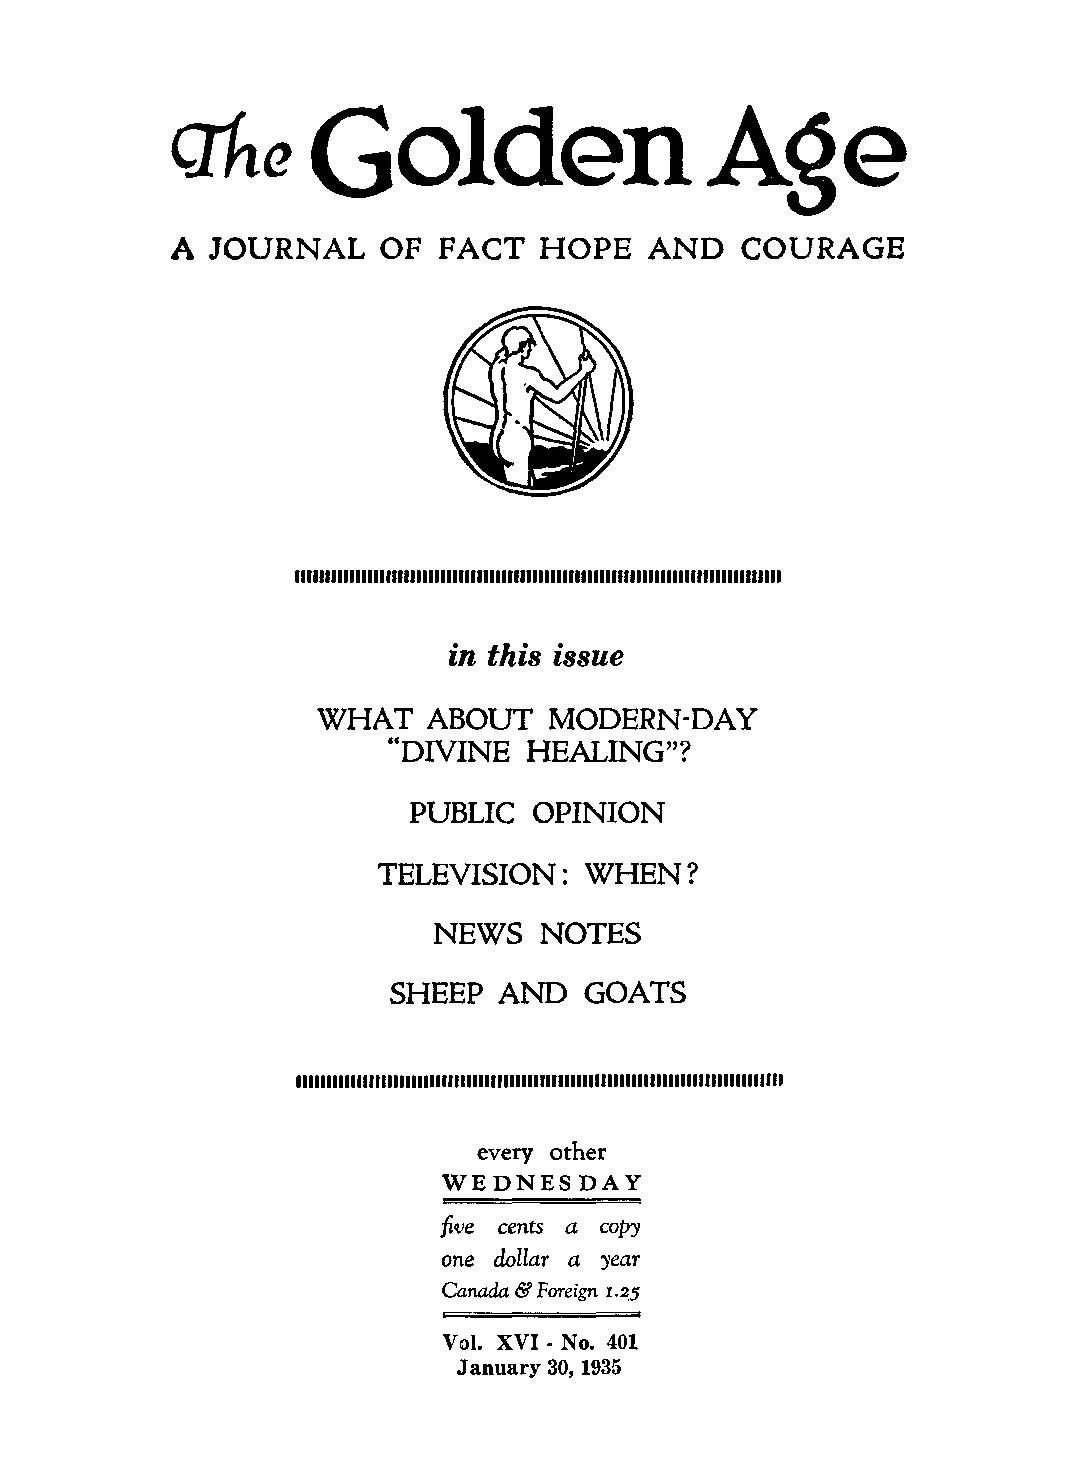 The Golden Age
A JOURNAL OF FACT HOPE AND COURAGE
in this issue
WHAT ABOUT MODERN-DAY
“DIVINE HEALING”?
PUBLIC OPINION
TELEVISION: WHEN?
NEWS NOTES
SHEEP AND GOATS
every other
WEDNESDAY
five cents a copy
one dollar a year
Canada & Foreign 1.25
Vol. XVI - No. 401
January 30, 1935